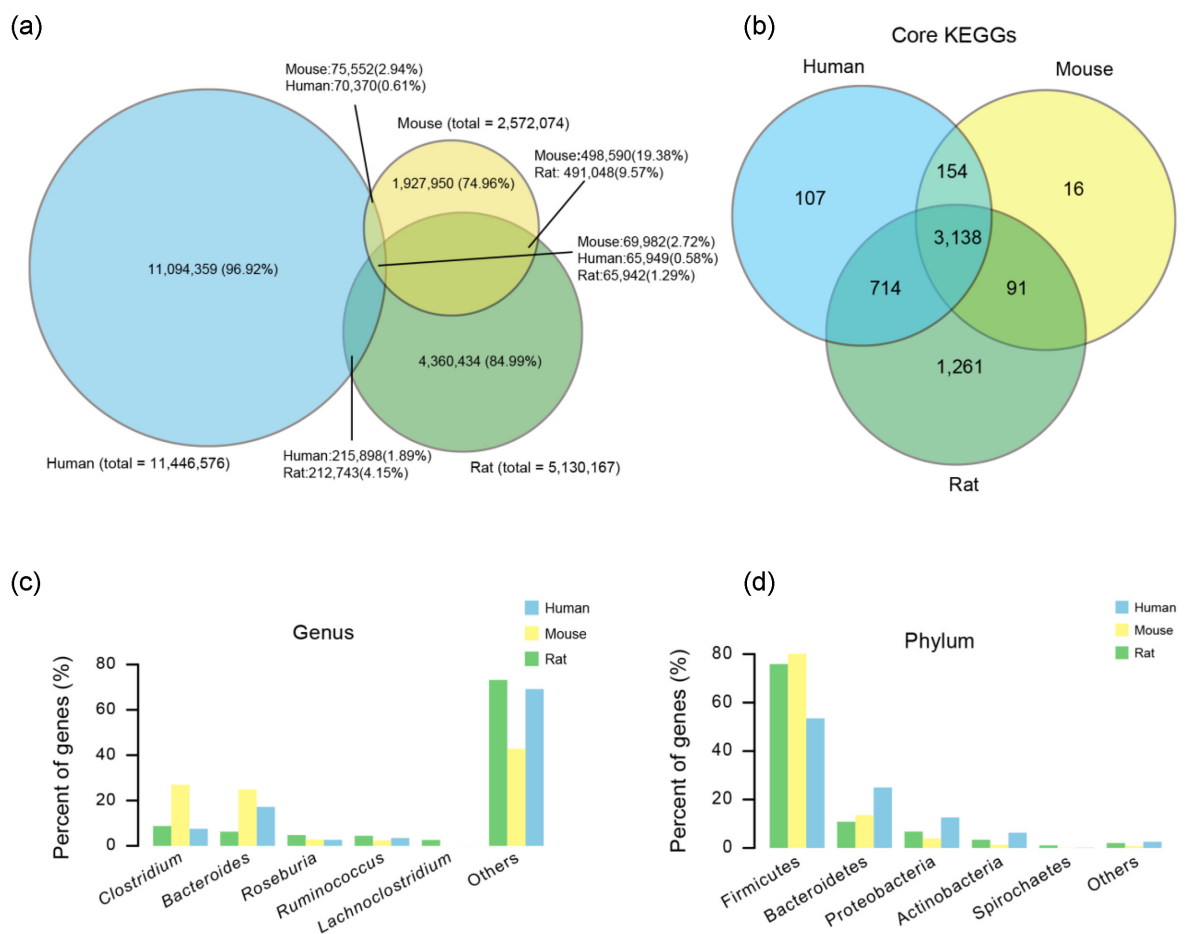 (a)
Mouse:75,552(2.94%)
Human:70,370(0.61%)
Mouse (total = 2,572,074)
Mouse:498,590(19.38%)
Rat: 491,048(9.57%)
1,927,950 (74.96%)
Mouse:69,982(2.72%)
Human:65,949(0.58%)
Rat:65,942(1.29%)
11,094,359 (96.92%)
4,360,434 (84.99%)
Human:215,898(1.89%)
Rat:212,743(4.15%)
Human (total = 11,446,576)
Rat (total = 5,130,167)
(b)
Core KEGGs
Human
Mouse
154
107
16
3,138
714
91
1,261
Rat
(c)
Human
Mouse
Rat
Genus
Percent of genes (%)
80
60
40
20
0
Clostridium
Bacteroides
Roseburia
Ruminococcus
Lachnoclostridium
Others
(d)
Human
Mouse
Rat
Phylum
Percent of genes (%)
80
60
40
20
0
Firmicutes
Bacteroidetes
Proteobacteria
Actinobacteria
Spirochaetes
Others